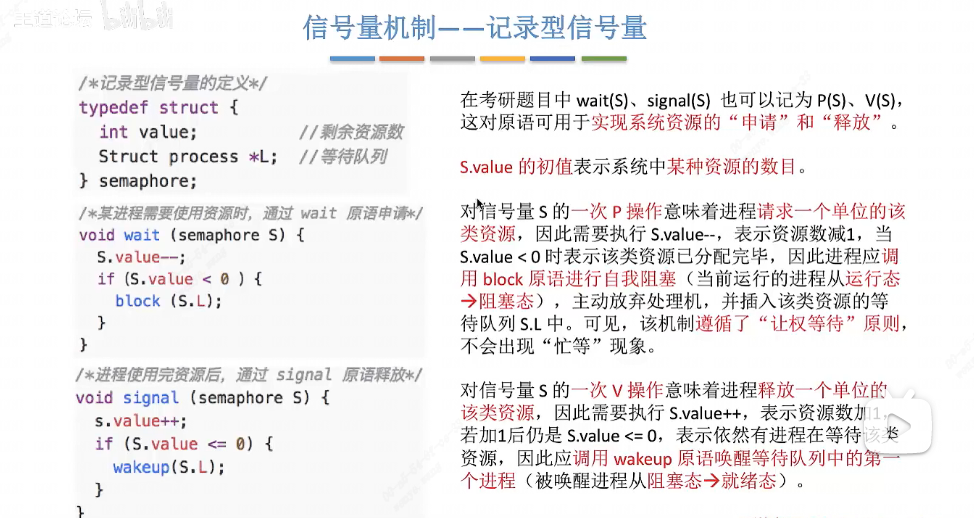 信号量机制——记录型信号量
/*记录型信号量的定义*/
typedef struct {
int value; //剩余资源数
Struct process *L; //等待队列
} semaphore;
/*某进程需要使用资源时，通过 wait 原语申请*/
void wait (semaphore S) {
S.value--;
if (S.value < 0 ) {
block (S.L);
}
}
/*进程使用完资源后，通过 signal 原语释放*/
void signal (semaphore S) {
s.value++;
if (S.value <= 0) {
wakeup(S.L);
}
}
在考研题目中 wait(S)、signal(S) 也可以记为 P(S)、V(S)，
这对原语可用于实现系统资源的“申请”和“释放”。
S.value 的初值表示系统中某种资源的数目。
对信号量 S 的一次 P 操作意味着进程请求一个单位的该
类资源，因此需要执行 S.value--，表示资源数减1，当
S.value < 0 时表示该类资源已分配完毕，因此进程应调
用 block 原语进行自我阻塞（当前运行的进程从运行态
→阻塞态），主动放弃处理机，并插入该类资源的等
待队列 S.L 中。可见，该机制遵循了“让权等待”原则，
不会出现“忙等”现象。
对信号量 S 的一次 V 操作意味着进程释放一个单位的
该类资源，因此需要执行 S.value++，表示资源数加1，
若加1后仍是 S.value <= 0，表示依然有进程在等待该类
资源，因此应调用 wakeup 原语唤醒等待队列中的第一
个进程（被唤醒进程从阻塞态→就绪态）。